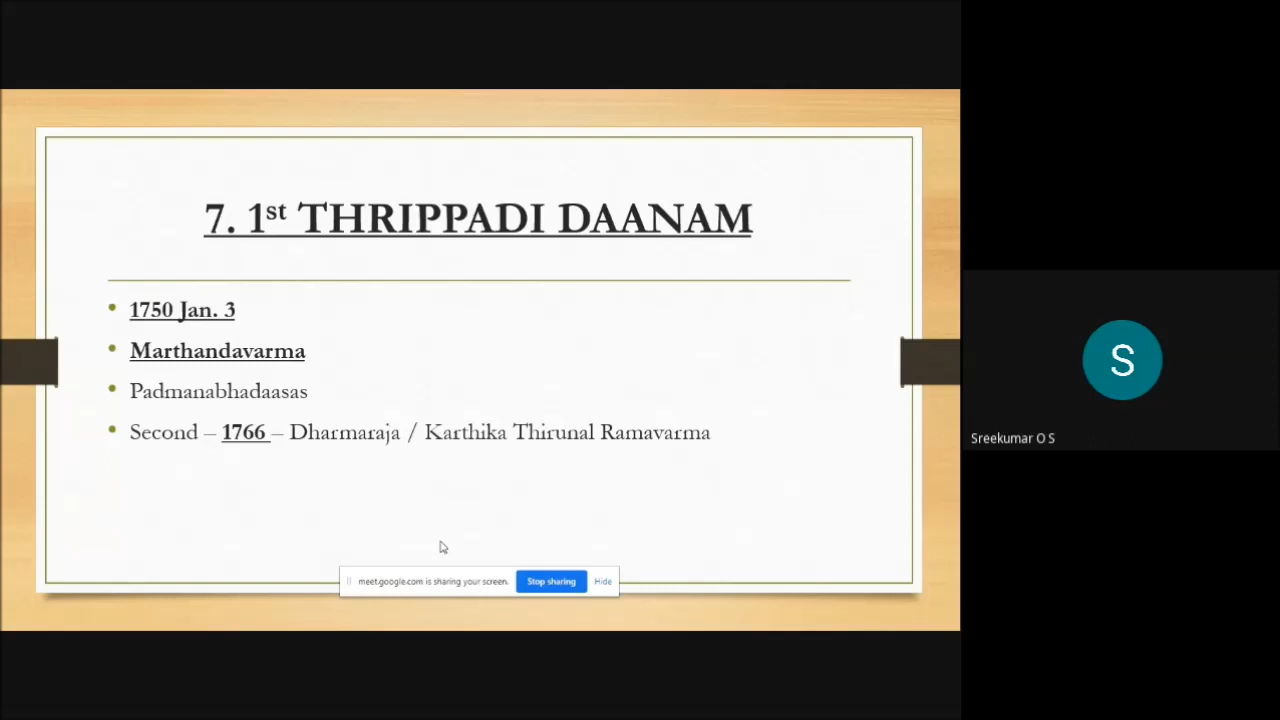 7. 1st THRIPPADI DAANAM
• 1750 Jan. 3
• Marthandavarma
• Padmanabhadaasas
• Second – 1766 – Dharmaraja / Karthika Thirunal Ramavarma
meet.google.com is sharing your screen. Stop sharing Hide
S
Sreekumar O S